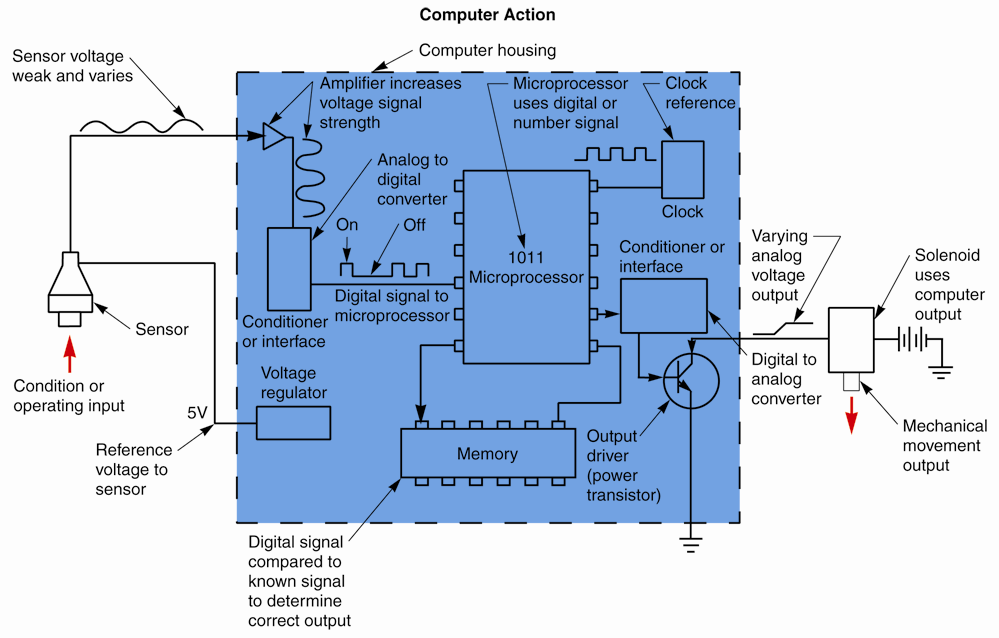 Computer Action
Computer housing
Sensor voltage
weak and varies
Amplifier increases
voltage signal
strength
Microprocessor
uses digital or
number signal
Clock
reference
Analog to
digital
converter
Clock
On
Off
1011
Microprocessor
Conditioner or
interface
Varying
analog
voltage
output
Solenoid
uses
computer
output
Digital signal to
microprocessor
Conditioner
or interface
Sensor
Condition or
operating input
Voltage
regulator
5V
Reference
voltage to
sensor
Memory
Output
driver
(power
transistor)
Digital to
analog
converter
Mechanical
movement
output
Digital signal
compared to
known signal
to determine
correct output